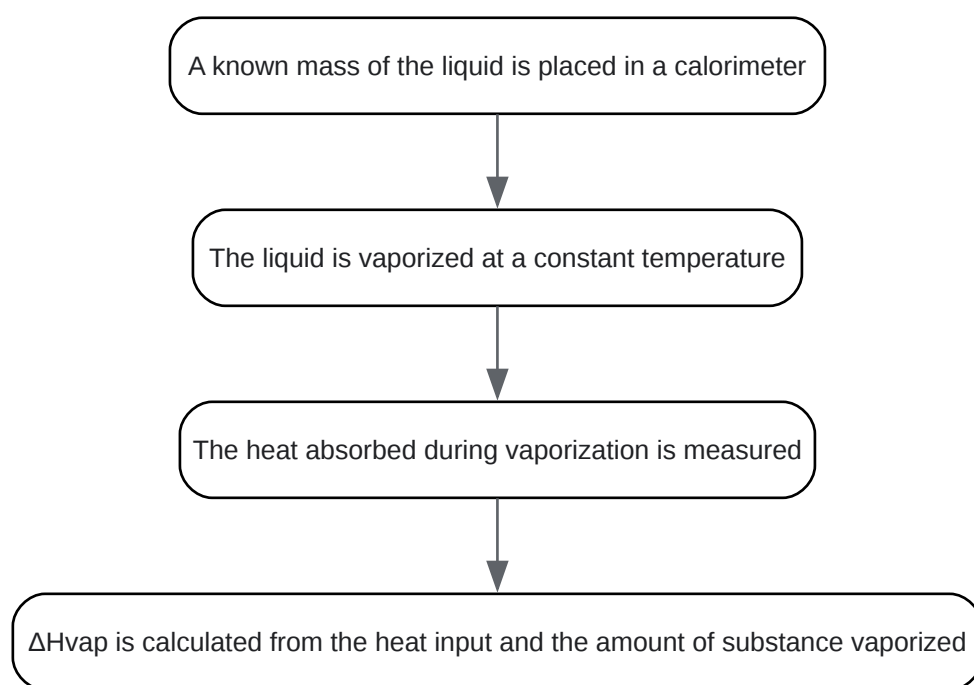 A known mass of the liquid is placed in a calorimeter
The liquid is vaporized at a constant temperature
The heat absorbed during vaporization is measured
ΔHvap is calculated from the heat input and the amount of substance vaporized